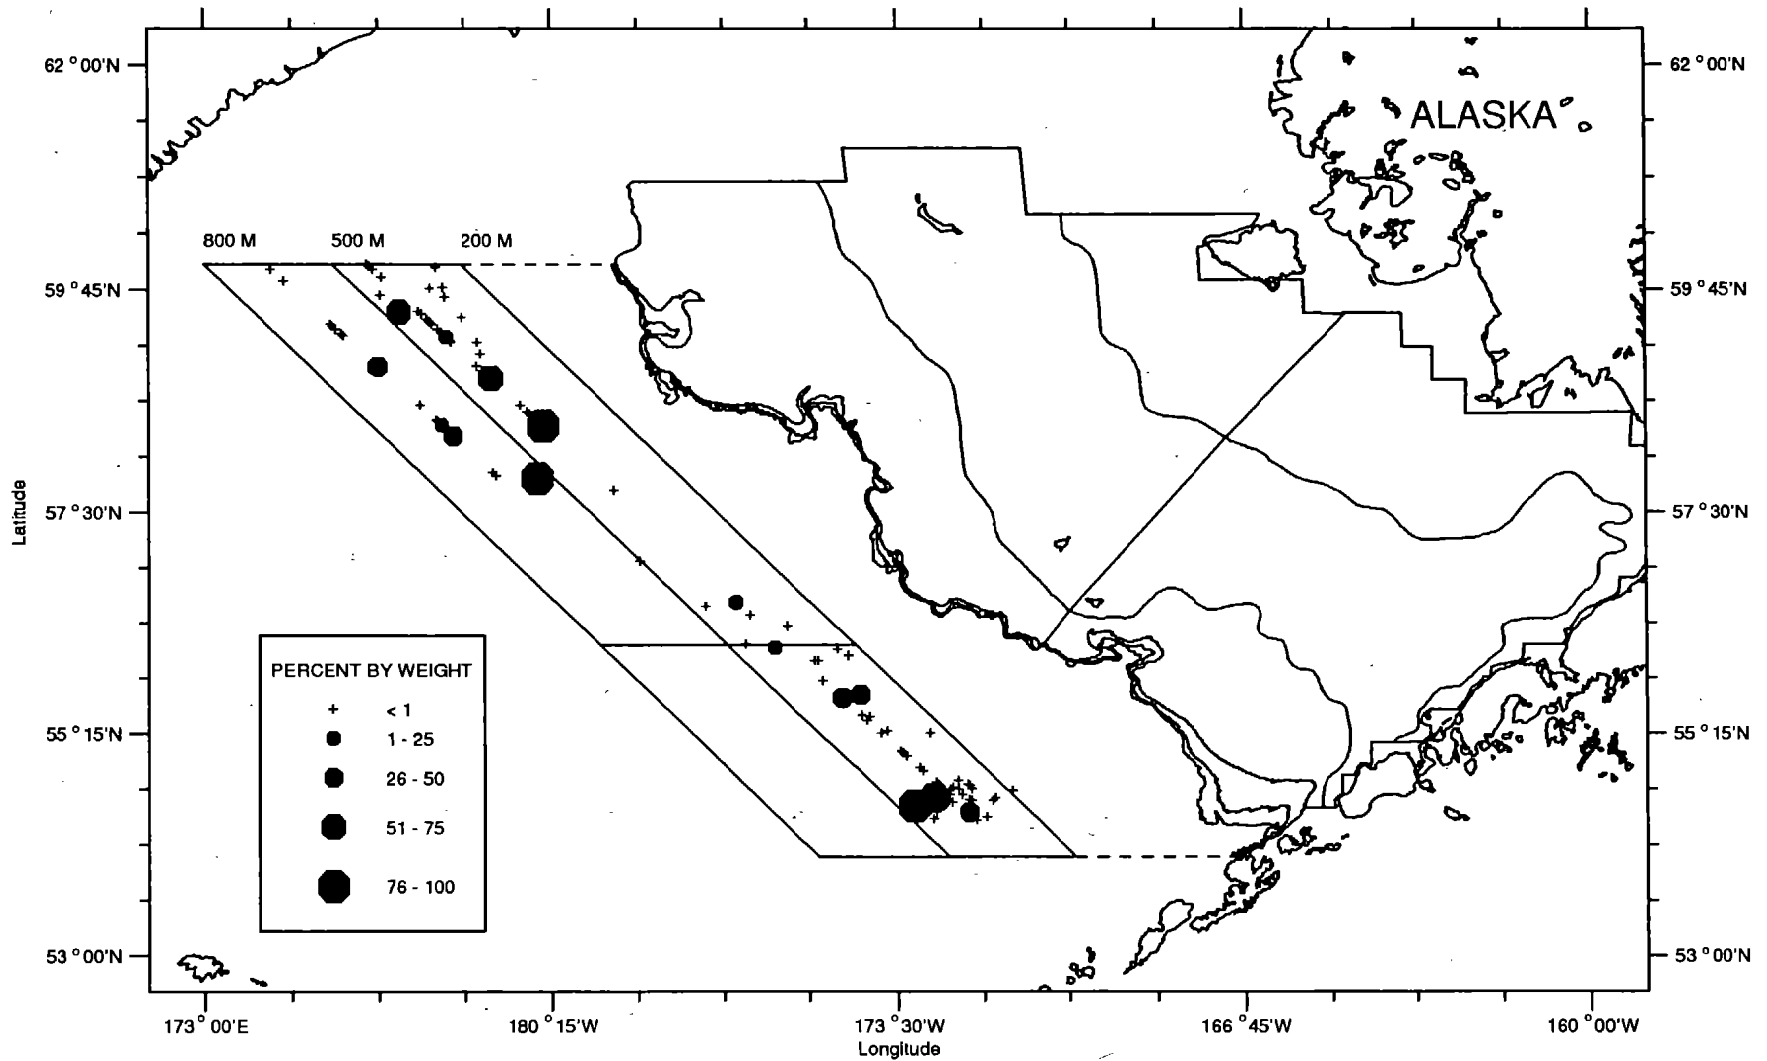 62 °00'N
62 °00'N
ALASKA
800 M
500 M
200 M
59 °45'N
59 °45'N
Latitude
57 °30'N
57 °30'N
PERCENT BY WEIGHT
+ < 1
1 - 25
26 - 50
51 - 75
76 - 100
55 °15'N
55 °15'N
53 °00'N
53 °00'N
173 °00'E
180 °15'W
173 °30'W
166 °45'W
160 °00'W
Longitude